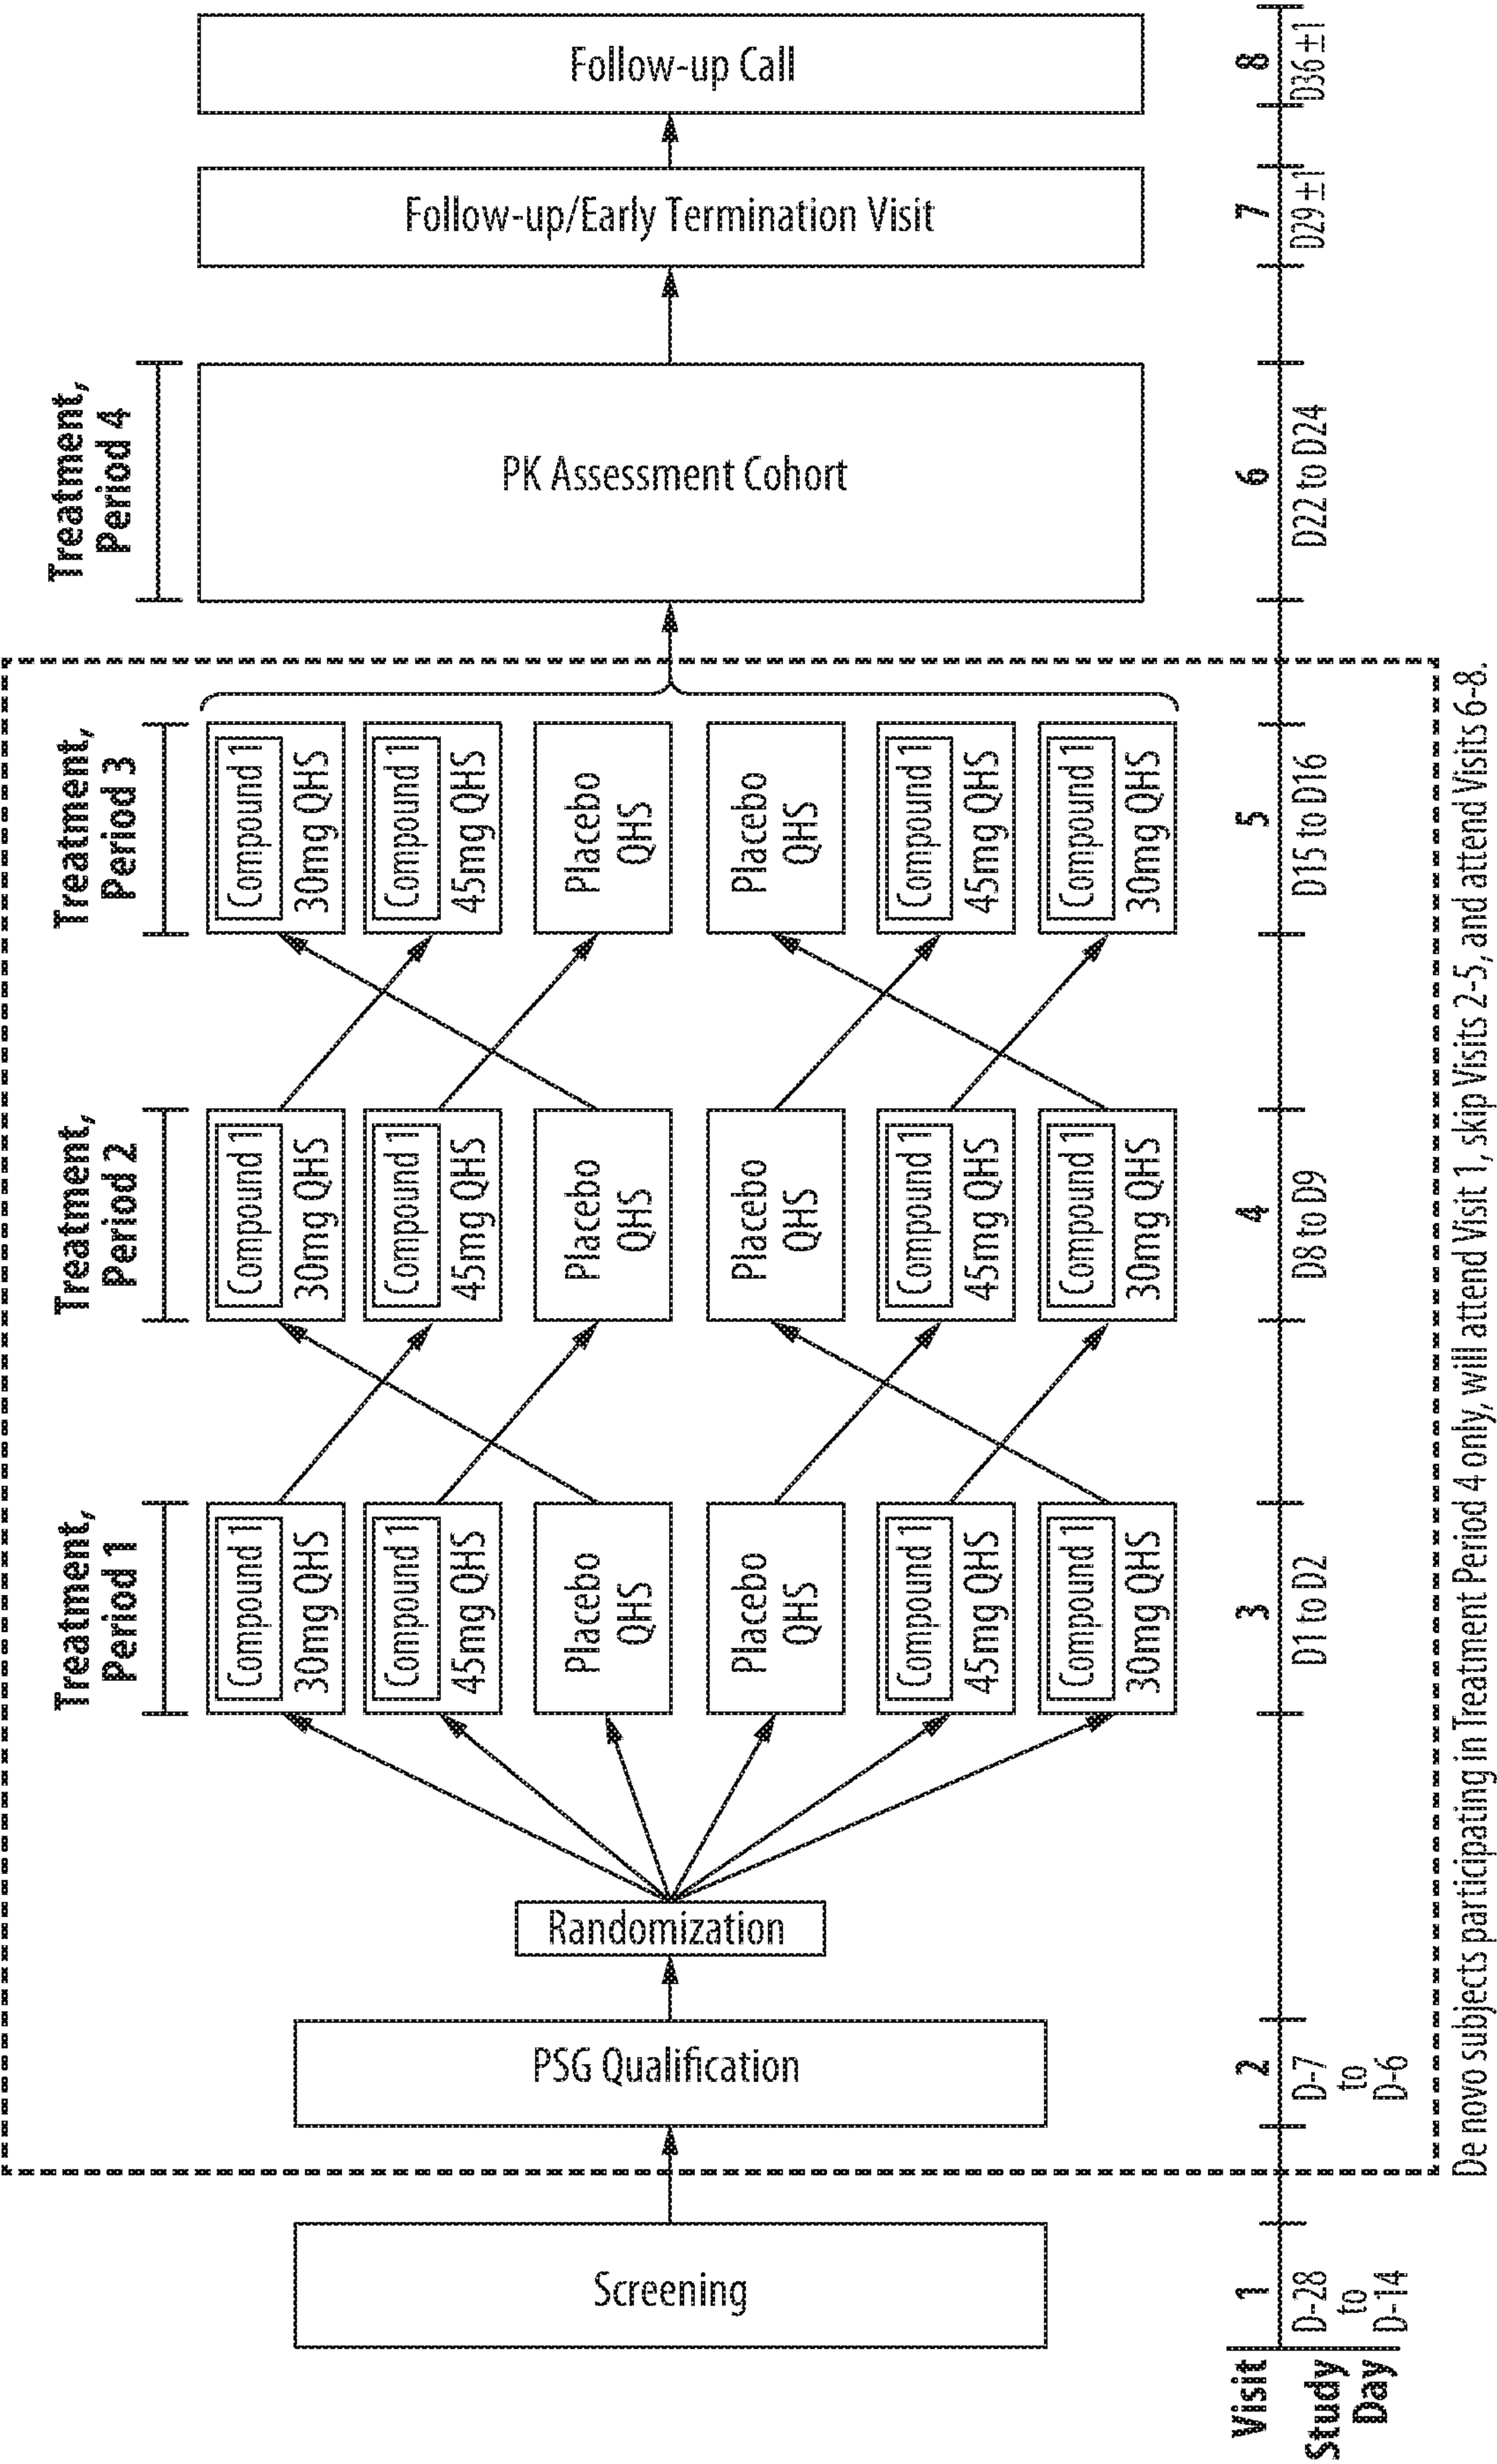 Treatment,
Period 1
Treatment,
Period 2
Treatment,
Period 3
Treatment,
Period 4
Screening
PSG Qualification
Randomization
Compound 1
30mg QHS
Compound 1
45mg QHS
Placebo
QHS
Placebo
QHS
Compound 1
45mg QHS
Compound 1
30mg QHS
Compound 1
30mg QHS
Compound 1
45mg QHS
Placebo
QHS
Placebo
QHS
Compound 1
45mg QHS
Compound 1
30mg QHS
Compound 1
30mg QHS
Compound 1
45mg QHS
Placebo
QHS
Placebo
QHS
Compound 1
45mg QHS
Compound 1
30mg QHS
PK Assessment Cohort
Follow-up/Early Termination Visit
Follow-up Call
Visit
1
2
3
4
5
6
7
8
Study
Day
D-28
to
D-14
D-7
to
D-6
D1 to D2
D8 to D9
D15 to D16
D22 to D24
D29 ±1
D36 ±1
De novo subjects participating in Treatment Period 4 only, will attend Visit 1, skip Visits 2-5, and attend Visits 6-8.